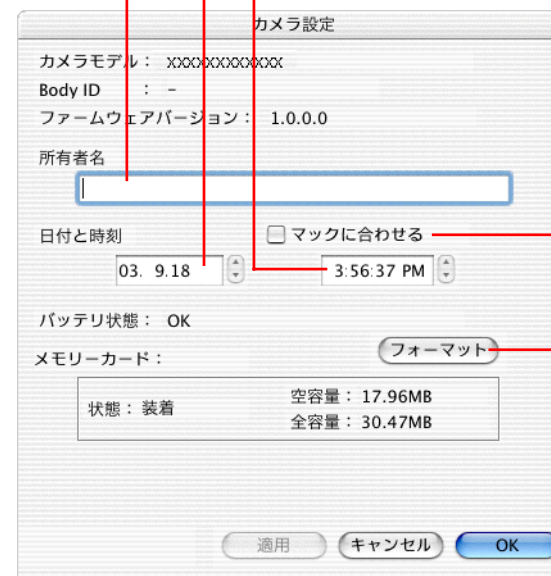 カメラ設定
カメラモデル： xxxxxxxxxxxxx
Body ID ： -
ファームウェアバージョン： 1.0.0.0
所有者名
日付と時刻 マックに合わせる
03. 9.18 3:56:37 PM
バッテリ状態： OK
メモリーカード： フォーマット
状態：装着 空容量：17.96MB
全容量：30.47MB
適用 キャンセル OK